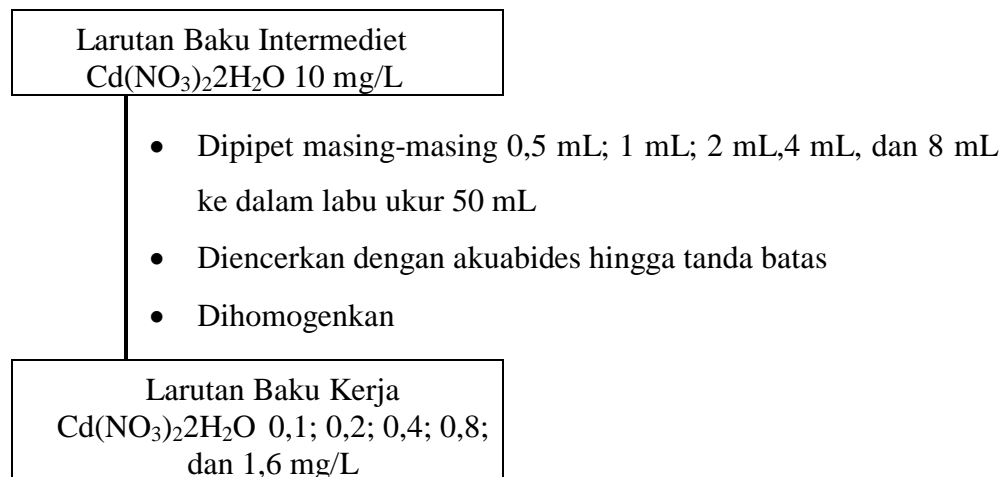 Larutan Baku Intermediet
Cd(NO₃)₂2H₂O 10 mg/L
• Dipipet masing-masing 0,5 mL; 1 mL; 2 mL,4 mL, dan 8 mL
ke dalam labu ukur 50 mL
• Diencerkan dengan akuabides hingga tanda batas
• Dihomogenkan
Larutan Baku Kerja
Cd(NO₃)₂2H₂O 0,1; 0,2; 0,4; 0,8;
dan 1,6 mg/L